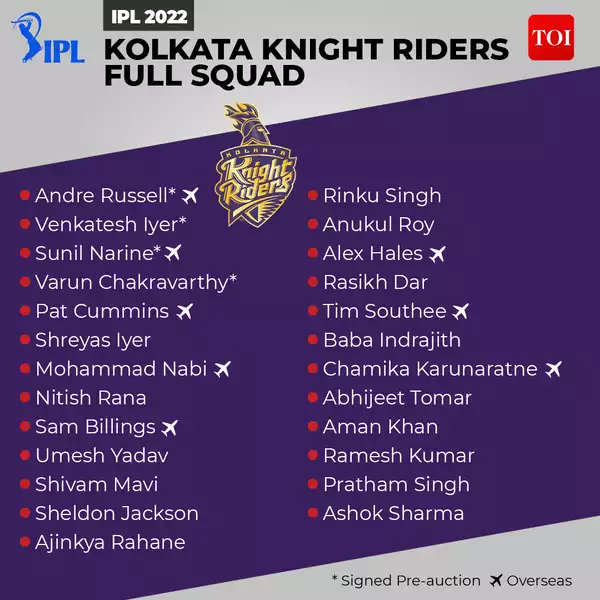 IPL 2022
IPL
KOLKATA KNIGHT RIDERS
FULL SQUAD
TOI
KOLKATA
Knight
Riders
Andre Russell*
Venkatesh Iyer*
Sunil Narine*
Varun Chakravarthy*
Pat Cummins
Shreyas Iyer
Mohammad Nabi
Nitish Rana
Sam Billings
Umesh Yadav
Shivam Mavi
Sheldon Jackson
Ajinkya Rahane
Rinku Singh
Anukul Roy
Alex Hales
Rasikh Dar
Tim Southee
Baba Indrajith
Chamika Karunaratne
Abhijeet Tomar
Aman Khan
Ramesh Kumar
Pratham Singh
Ashok Sharma
* Signed Pre-auction Overseas